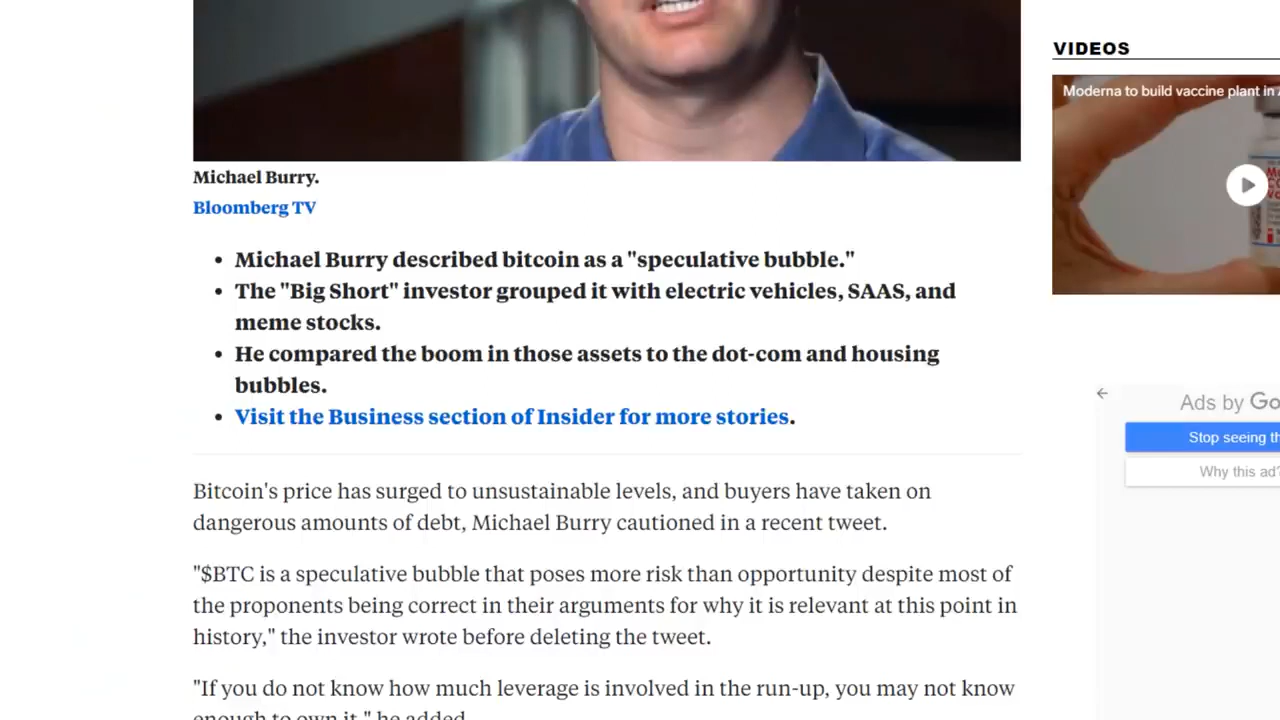 VIDEOS
Moderna to build vaccine plant in
Michael Burry.
Bloomberg TV
• Michael Burry described bitcoin as a "speculative bubble."
• The "Big Short" investor grouped it with electric vehicles, SAAS, and
meme stocks.
• He compared the boom in those assets to the dot-com and housing
bubbles.
• Visit the Business section of Insider for more stories.
Bitcoin's price has surged to unsustainable levels, and buyers have taken on
dangerous amounts of debt, Michael Burry cautioned in a recent tweet.
"$BTC is a speculative bubble that poses more risk than opportunity despite most of
the proponents being correct in their arguments for why it is relevant at this point in
history," the investor wrote before deleting the tweet.
"If you do not know how much leverage is involved in the run-up, you may not know
enough to own it," he added.
Ads by Go
Stop seeing th
Why this ad?